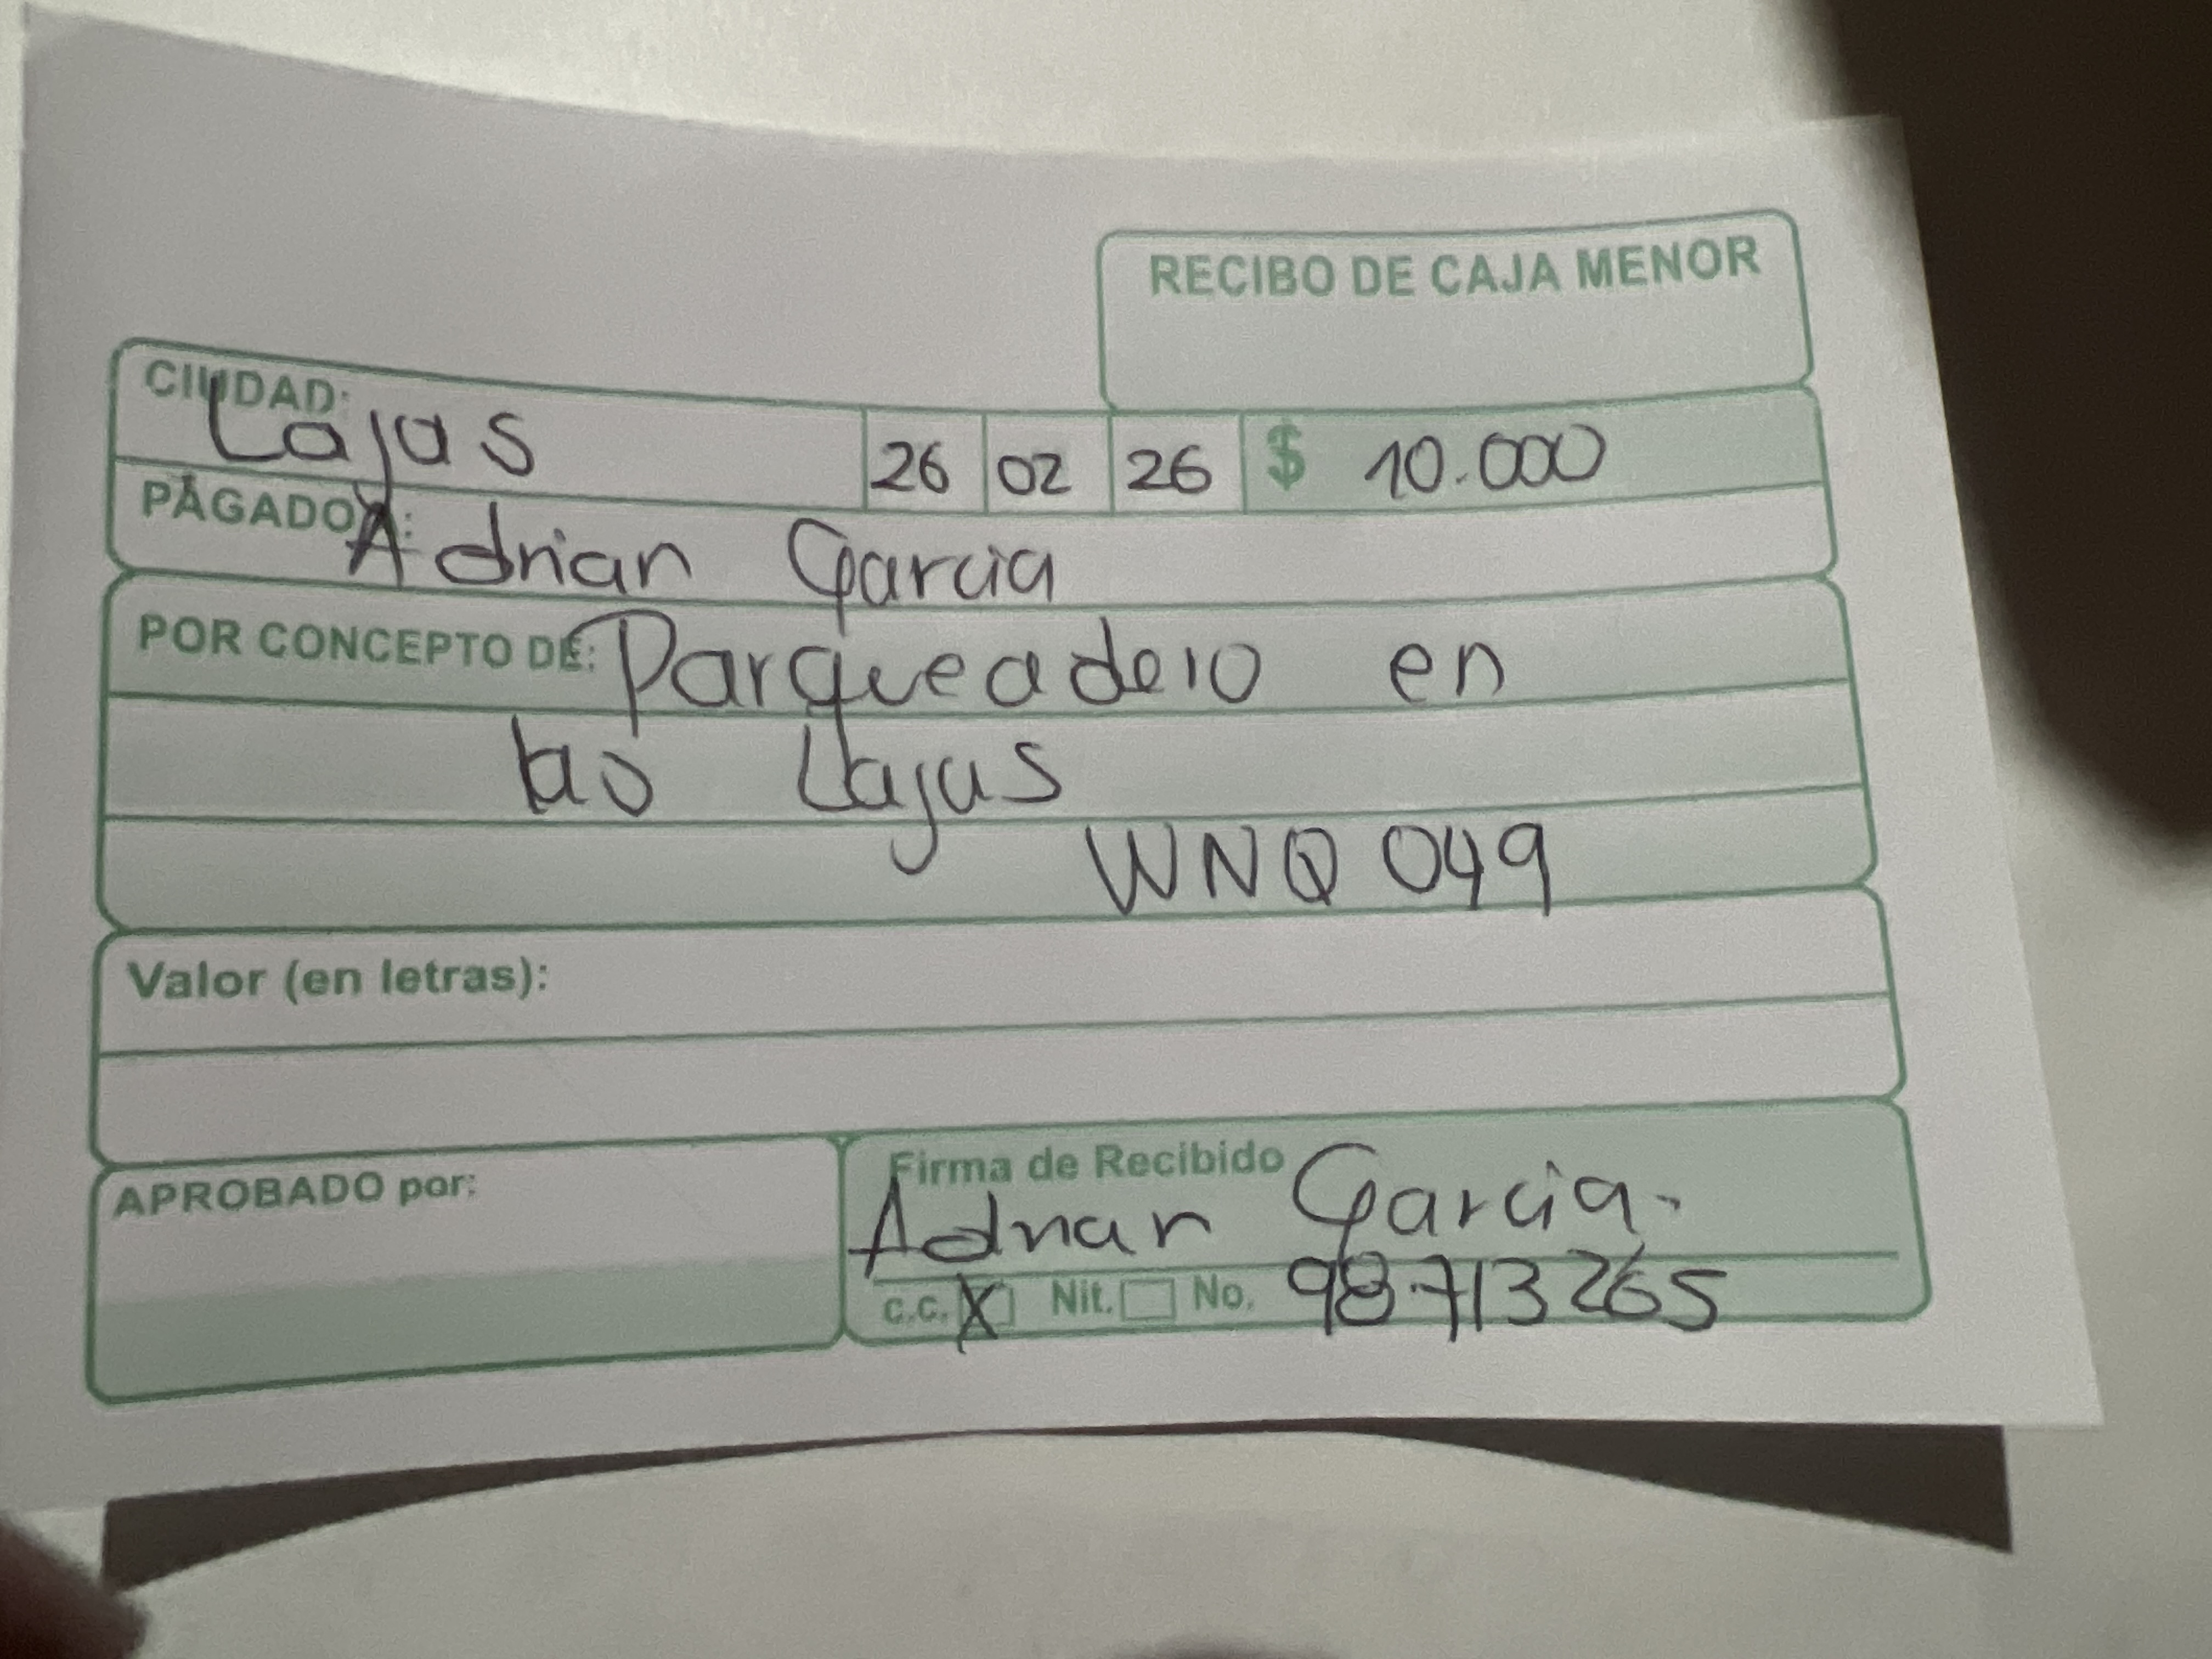 RECIBO DE CAJA MENOR
CIUDAD: Lajas 26 02 26 $ 10.000
PAGADO A: Adrian Garcia
POR CONCEPTO DE: Parqueadero en
las Lajas
WNQ 049
Valor (en letras):
APROBADO por:
Firma de Recibido
Adrian Garcia.
C.C. X Nit. No. 98713265